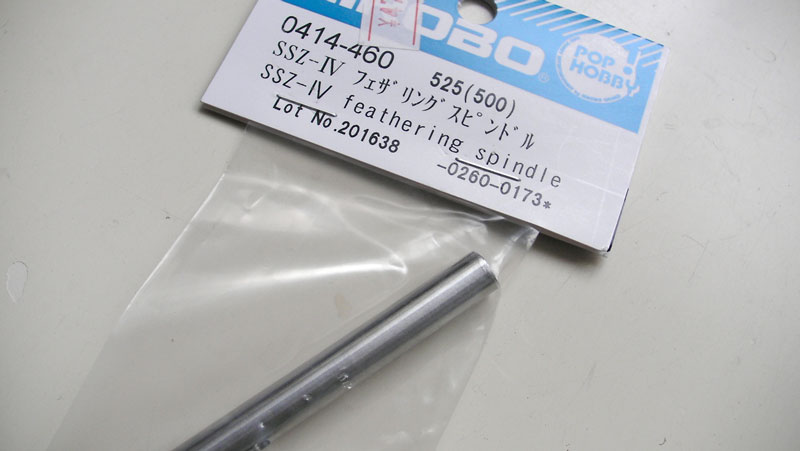 OBO®
POP
HOBBY!
0414-460
525(500)
SSZ-Ⅳ フェザリングスピンドル
SSZ-Ⅳ feathering spindle
Lot No.201638
-0260-0173*